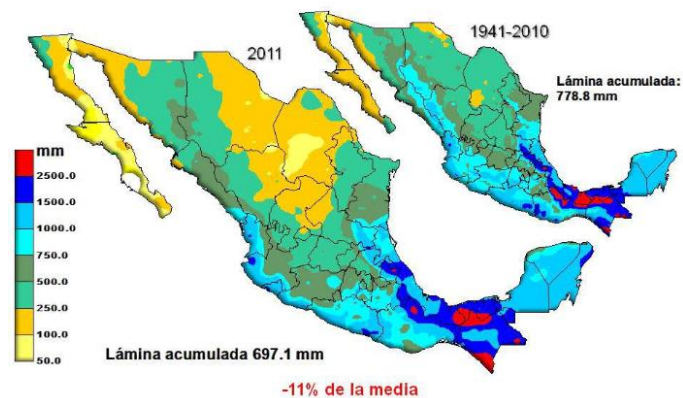 2011
1941-2010
Lámina acumulada:
778.8 mm
mm
2500.0
1500.0
1000.0
750.0
500.0
250.0
100.0
50.0
Lámina acumulada 697.1 mm
-11% de la media